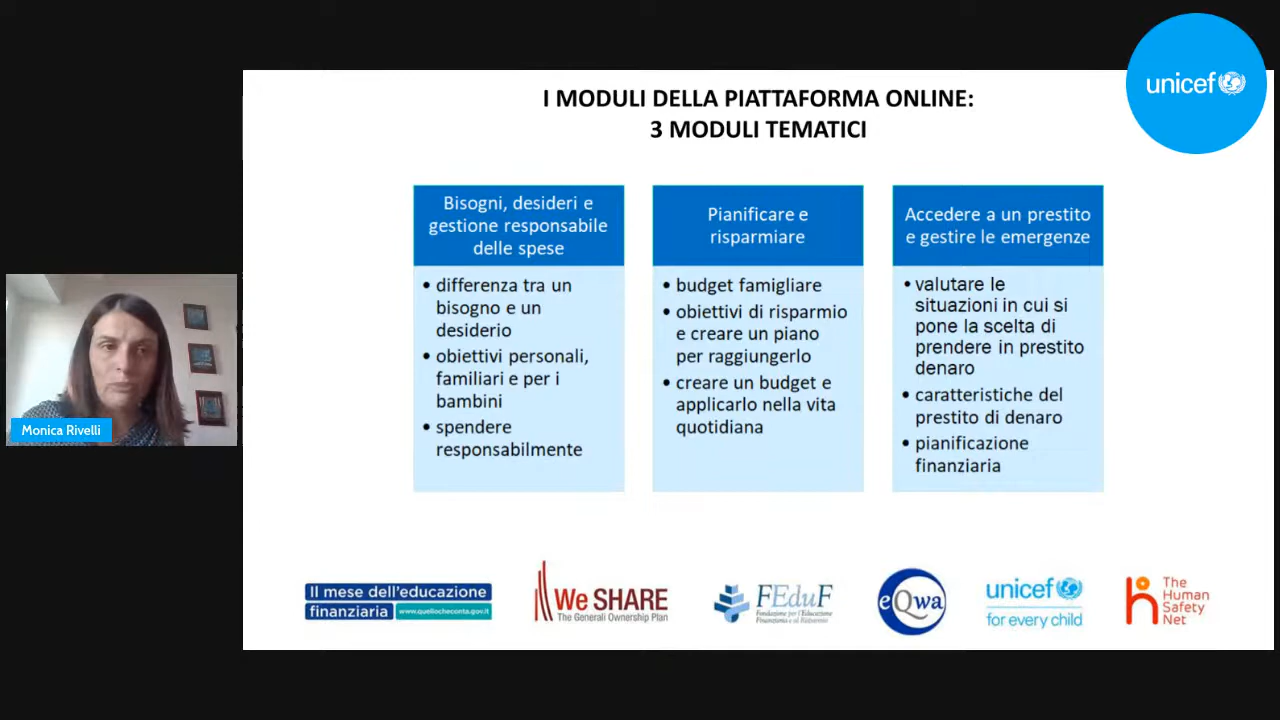 unicef
I MODULI DELLA PIATTAFORMA ONLINE:
3 MODULI TEMATICI
Bisogni, desideri e
gestione responsabile
delle spese
• differenza tra un
bisogno e un
desiderio
• obiettivi personali,
familiari e per i
bambini
• spendere
responsabilmente
Pianificare e
risparmiare
• budget famigliare
• obiettivi di risparmio
e creare un piano
per raggiungerlo
• creare un budget e
applicarlo nella vita
quotidiana
Accedere a un prestito
e gestire le emergenze
• valutare le
situazioni in cui si
pone la scelta di
prendere in prestito
denaro
• caratteristiche del
prestito di denaro
• pianificazione
finanziaria
Monica Rivelli
Il mese dell'educazione
finanziaria www.quellocheconta.gov.it
We SHARE
The Generali Ownership Plan
FEduF
Fondazione per l'Educazione
Finanziaria e al Risparmio
eQwa
unicef
for every child
The
Human
Safety
Net